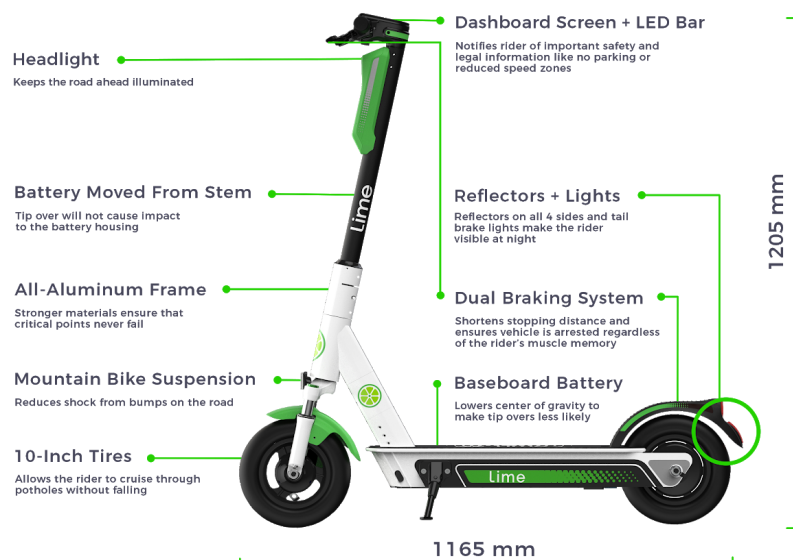 Dashboard Screen + LED Bar
Notifies rider of important safety and
legal information like no parking or
reduced speed zones
Headlight
Keeps the road ahead illuminated
Battery Moved From Stem
Tip over will not cause impact
to the battery housing
Lime
Reflectors + Lights
Reflectors on all 4 sides and tail
brake lights make the rider
visible at night
1205 mm
All-Aluminum Frame
Stronger materials ensure that
critical points never fail
Dual Braking System
Shortens stopping distance and
ensures vehicle is arrested regardless
of the rider's muscle memory
Mountain Bike Suspension
Reduces shock from bumps on the road
Baseboard Battery
Lowers center of gravity to
make tip overs less likely
10-Inch Tires
Allows the rider to cruise through
potholes without falling
Lime
1165 mm